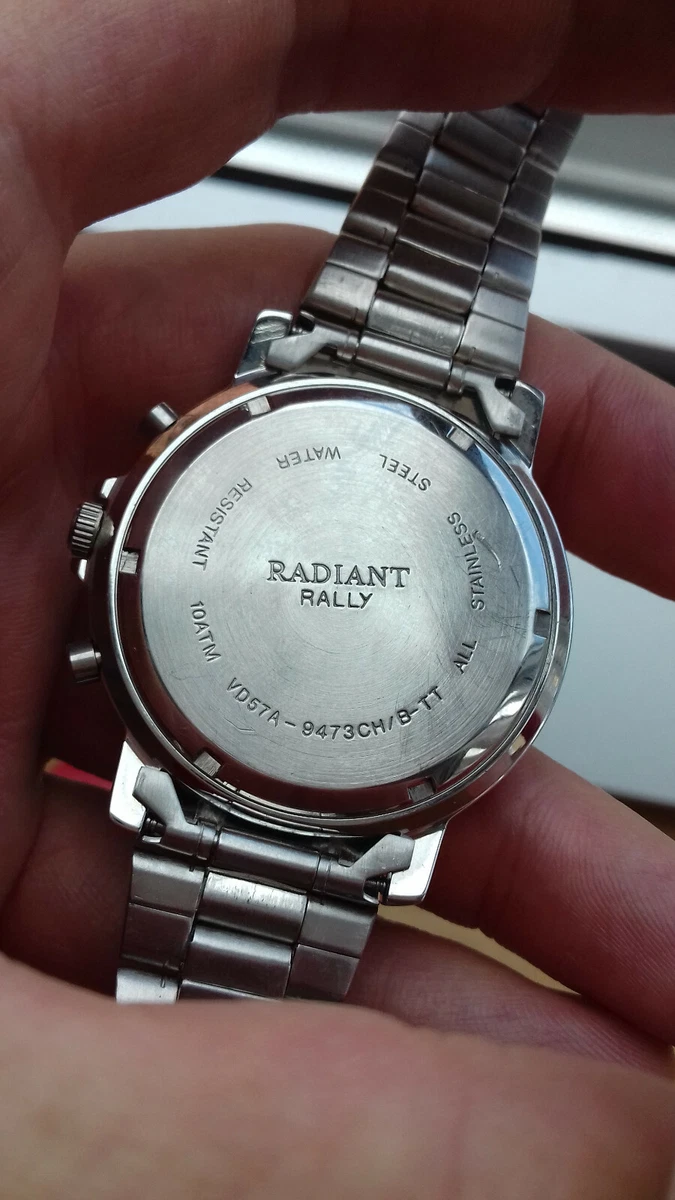 RADIANT
RALLY
ALL STAINLESS STEEL WATER RESISTANT 10ATM VD57A-9473CH/B-TT